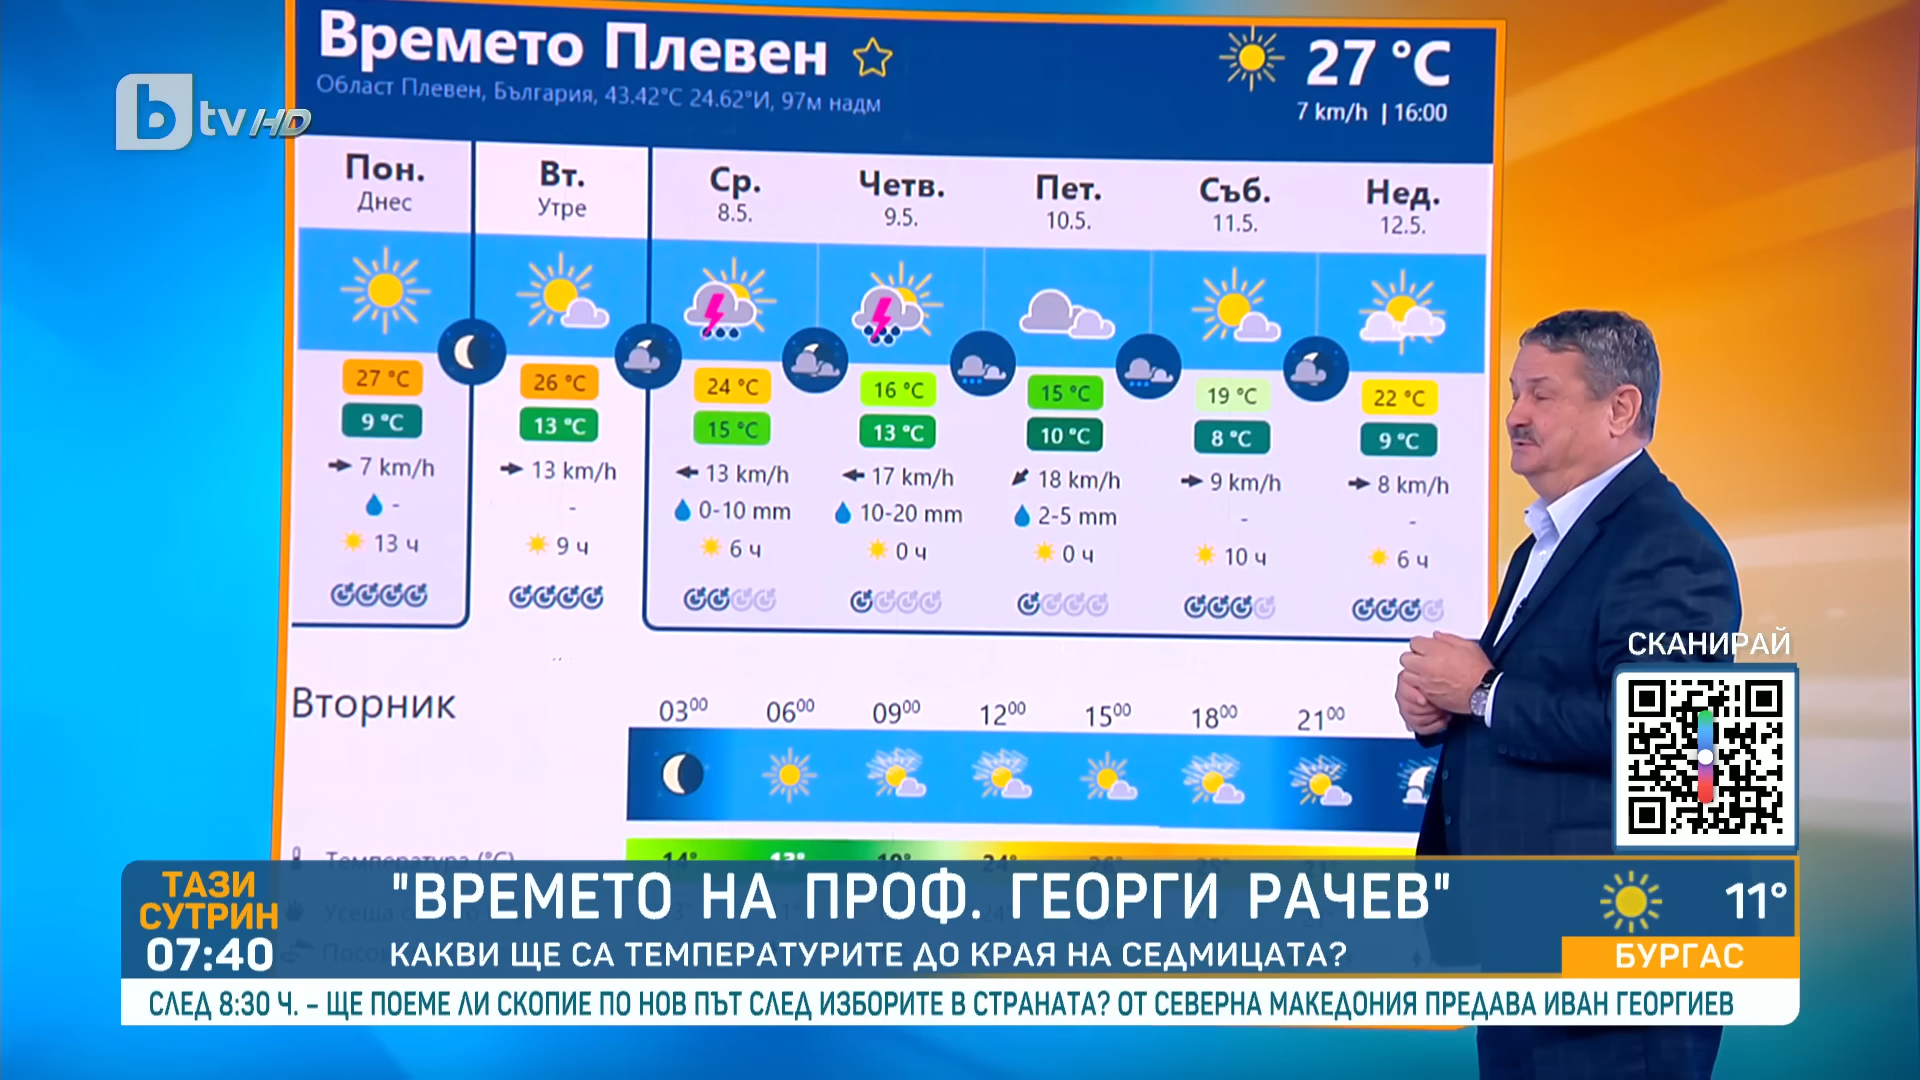 Времето Плевен
Област Плевен, България, 43.42°С 24.62°И, 97м надм
27 °C
7 km/h | 16:00
btv HD
Пон. Вт. Ср. Четв. Пет. Съб. Нед.
Днес Утре 8.5. 9.5. 10.5. 11.5. 12.5.
27 °C 26 °C 24 °C 16 °C 15 °C 19 °C 22 °C
9 °C 13 °C 15 °C 13 °C 10 °C 8 °C 9 °C
7 km/h 13 km/h 13 km/h 17 km/h 18 km/h 9 km/h 8 km/h
- - 0-10 mm 10-20 mm 2-5 mm - -
13 ч 9 ч 6 ч 0 ч 0 ч 10 ч 6 ч
Вторник
03⁰⁰ 06⁰⁰ 09⁰⁰ 12⁰⁰ 15⁰⁰ 18⁰⁰ 21⁰⁰
Температура (°C)
СКАНИРАЙ
ТАЗИ
СУТРИН
07:40
"ВРЕМЕТО НА ПРОФ. ГЕОРГИ РАЧЕВ"
КАКВИ ЩЕ СА ТЕМПЕРАТУРИТЕ ДО КРАЯ НА СЕДМИЦАТА?
11°
БУРГАС
СЛЕД 8:30 Ч. – ЩЕ ПОЕМЕ ЛИ СКОПИЕ ПО НОВ ПЪТ СЛЕД ИЗБОРИТЕ В СТРАНАТА? ОТ СЕВЕРНА МАКЕДОНИЯ ПРЕДАВА ИВАН ГЕОРГИЕВ